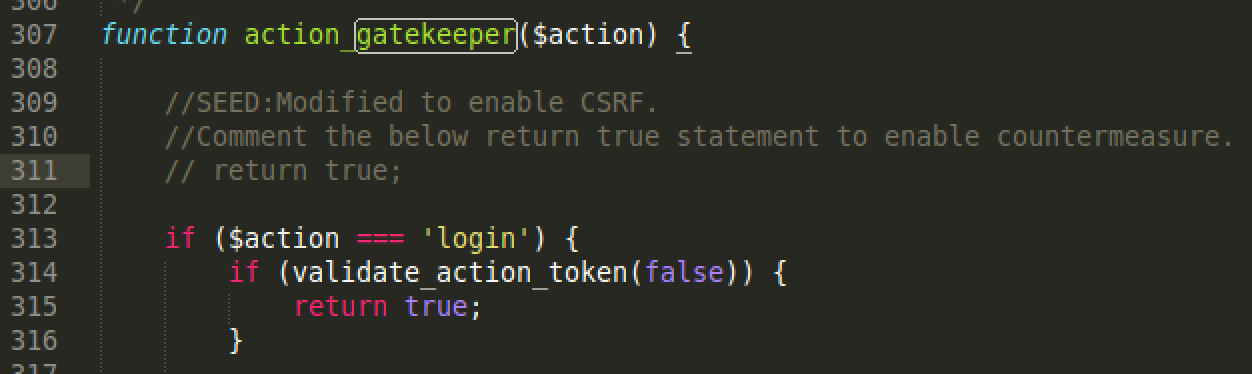 306 */
307 function action_gatekeeper($action) {
308
309 //SEED:Modified to enable CSRF.
310 //Comment the below return true statement to enable countermeasure.
311 // return true;
312
313 if ($action === 'login') {
314 if (validate_action_token(false)) {
315 return true;
316 }
317